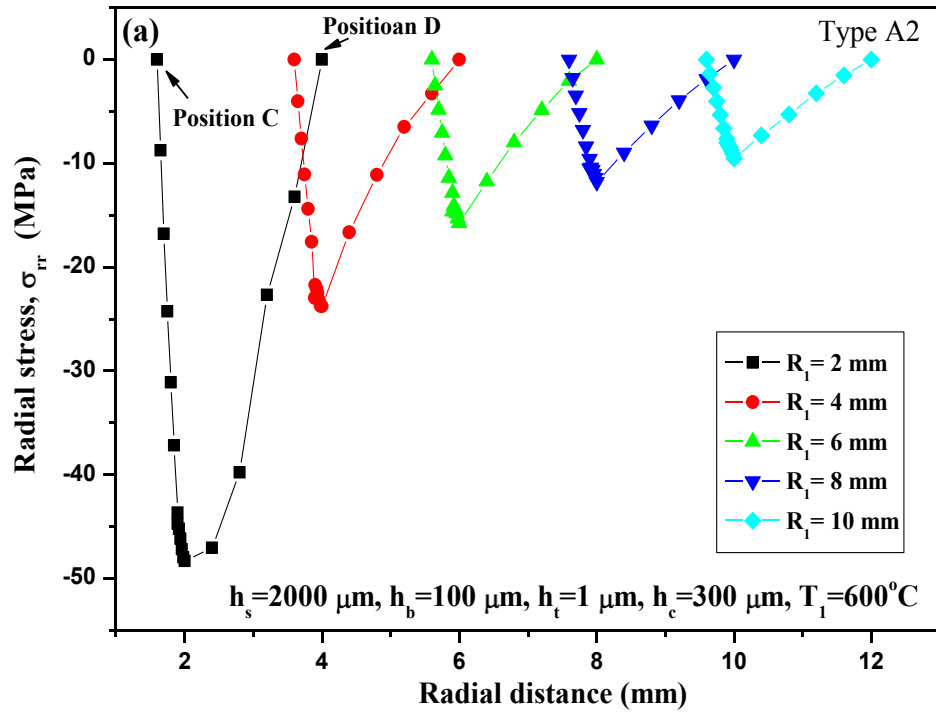 (a)
Positioan D
Type A2
Position C
0
-10
-20
-30
-40
-50
Radial stress, σrr (MPa)
R1= 2 mm
R1= 4 mm
R1= 6 mm
R1= 8 mm
R1= 10 mm
hs=2000 μm, hb=100 μm, ht=1 μm, hc=300 μm, T1=600°C
2 4 6 8 10 12
Radial distance (mm)